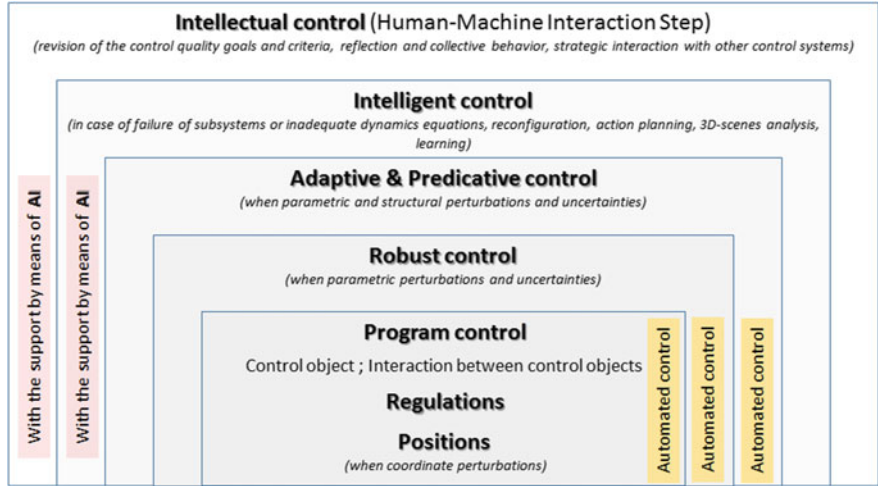 Intellectual control (Human-Machine Interaction Step)
(revision of the control quality goals and criteria, reflection and collective behavior, strategic interaction with other control systems)
Intelligent control
(in case of failure of subsystems or inadequate dynamics equations, reconfiguration, action planning, 3D-scenes analysis,
learning)
Adaptive & Predicative control
(when parametric and structural perturbations and uncertainties)
Robust control
(when parametric perturbations and uncertainties)
Program control
Control object ; Interaction between control objects
Regulations
Positions
(when coordinate perturbations)
With the support by means of AI
With the support by means of AI
Automated control
Automated control
Automated control